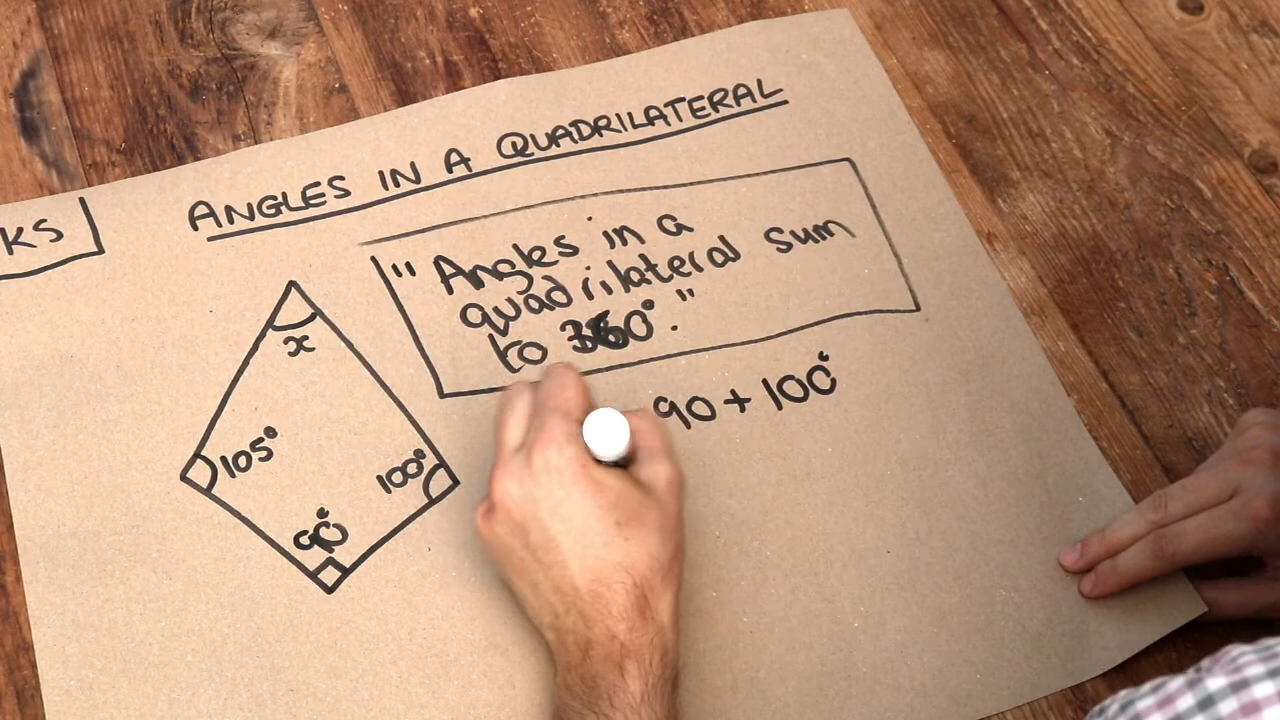 ANGLES IN A QUADRILATERAL
KS
"Angles in a
quadrilateral sum
to 360°."
x
105°
100°
90°
90 + 100°